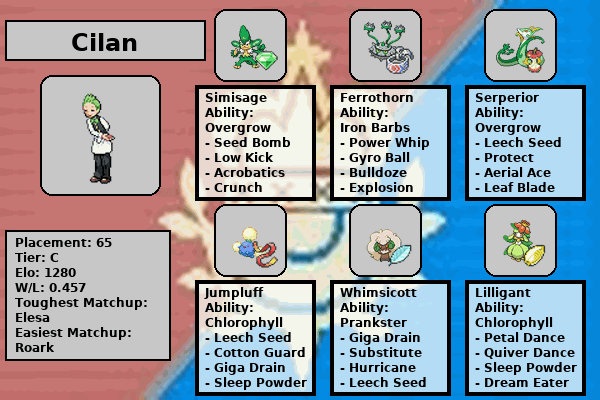 Cilan
Placement: 65
Tier: C
Elo: 1280
W/L: 0.457
Toughest Matchup:
Elesa
Easiest Matchup:
Roark
Simisage
Ability:
Overgrow
- Seed Bomb
- Low Kick
- Acrobatics
- Crunch
Ferrothorn
Ability:
Iron Barbs
- Power Whip
- Gyro Ball
- Bulldoze
- Explosion
Serperior
Ability:
Overgrow
- Leech Seed
- Protect
- Aerial Ace
- Leaf Blade
Jumpluff
Ability:
Chlorophyll
- Leech Seed
- Cotton Guard
- Giga Drain
- Sleep Powder
Whimsicott
Ability:
Prankster
- Giga Drain
- Substitute
- Hurricane
- Leech Seed
Lilligant
Ability:
Chlorophyll
- Petal Dance
- Quiver Dance
- Sleep Powder
- Dream Eater